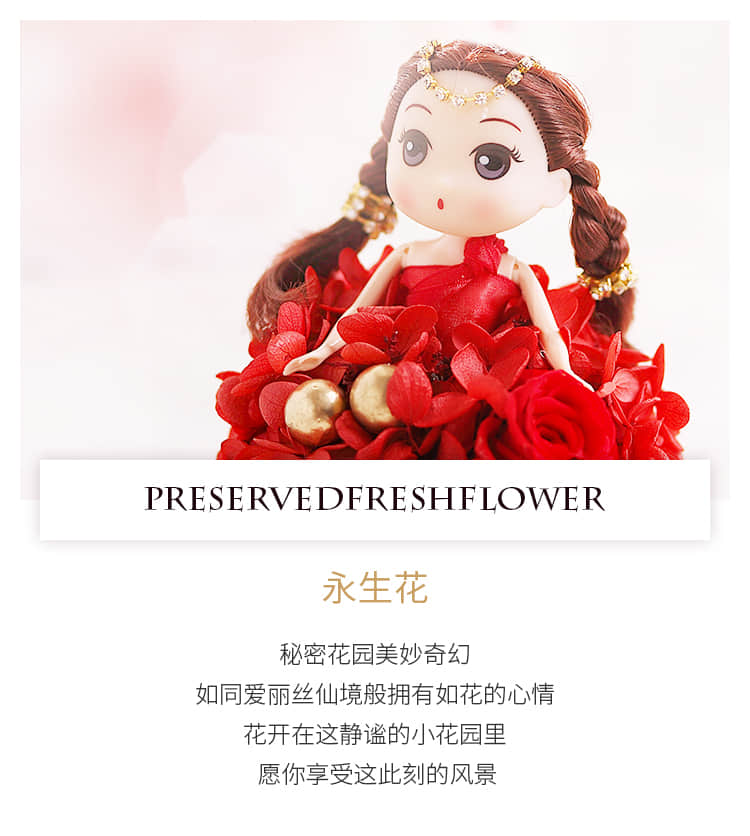 PRESERVEDFRESHFLOWER
永生花
秘密花园美妙奇幻
如同爱丽丝仙境般拥有如花的心情
花开在这静谧的小花园里
愿你享受这此刻的风景